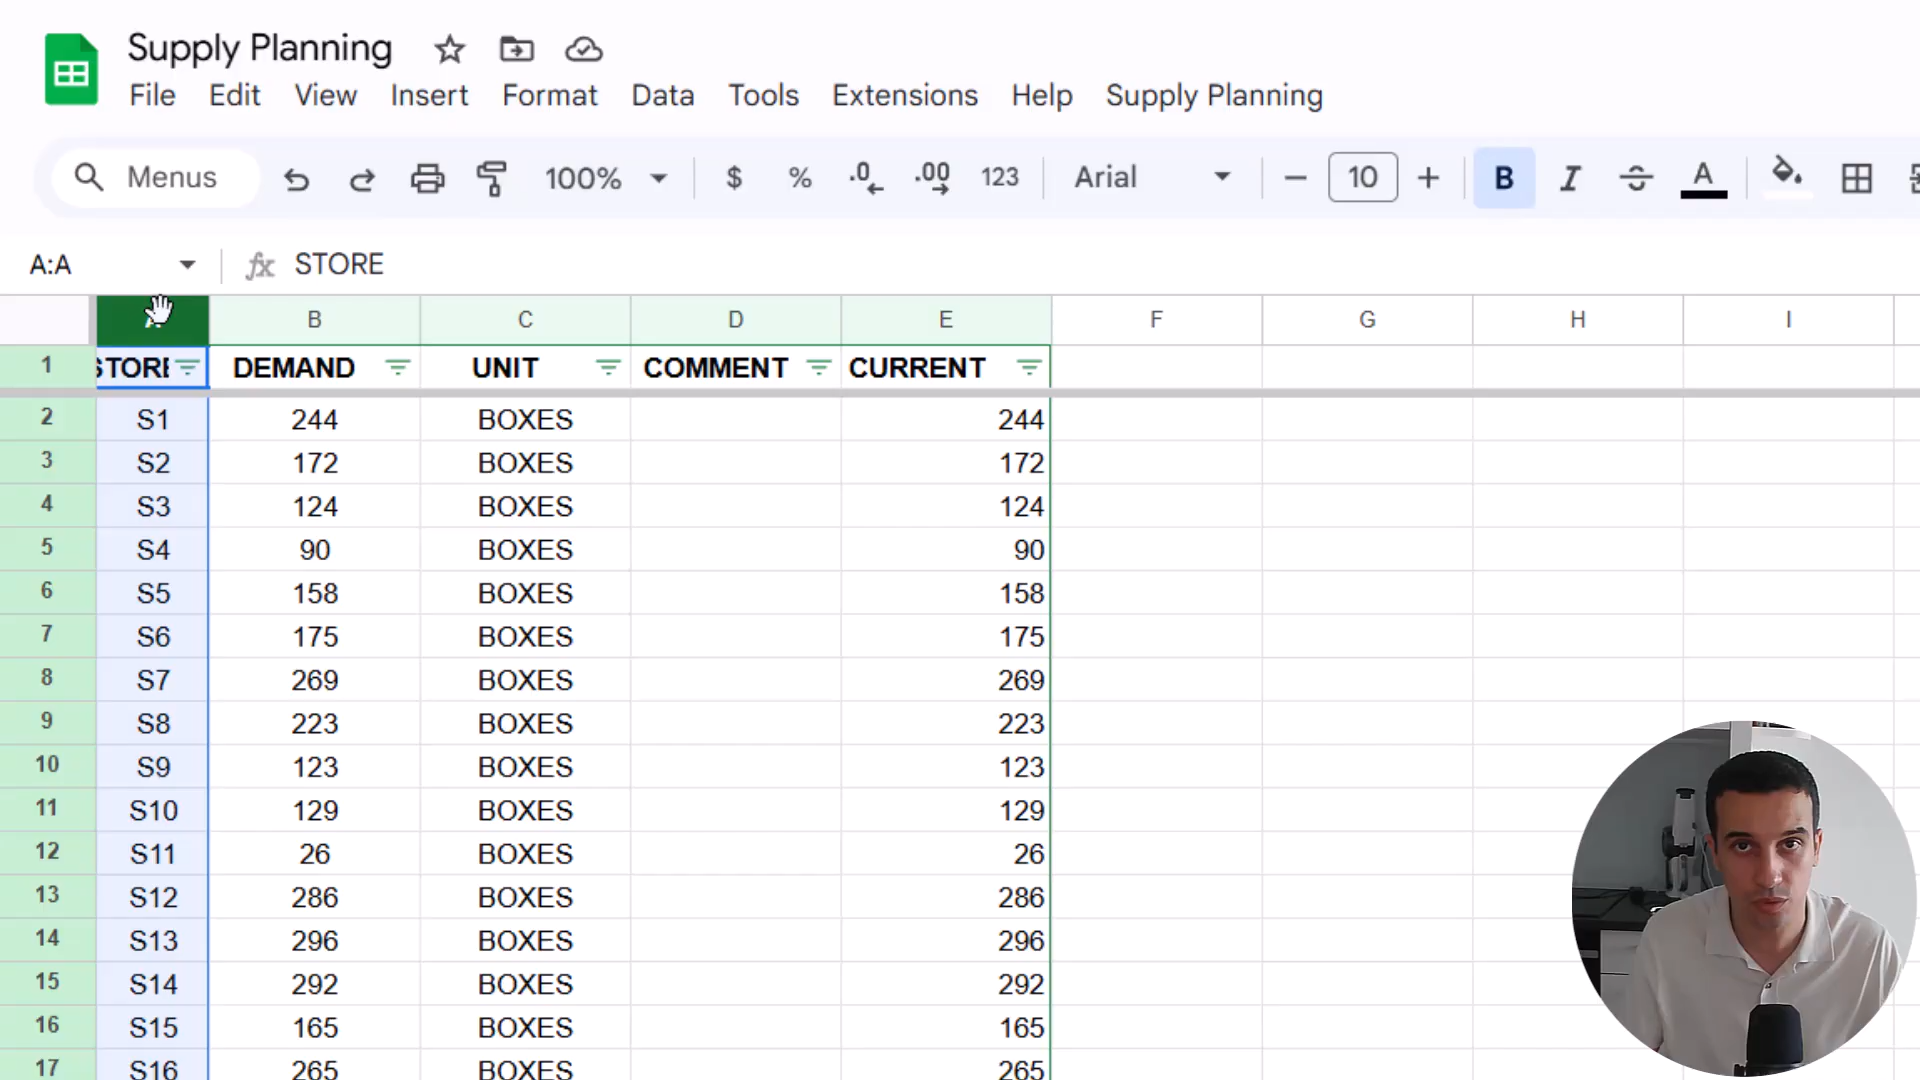 Supply Planning
File Edit View Insert Format Data Tools Extensions Help Supply Planning
Menus 100% $ % .0 .00 123 Arial 10 B I A
A:A fx STORE
A B C D E F G H I
1 STORE DEMAND UNIT COMMENT CURRENT
2 S1 244 BOXES 244
3 S2 172 BOXES 172
4 S3 124 BOXES 124
5 S4 90 BOXES 90
6 S5 158 BOXES 158
7 S6 175 BOXES 175
8 S7 269 BOXES 269
9 S8 223 BOXES 223
10 S9 123 BOXES 123
11 S10 129 BOXES 129
12 S11 26 BOXES 26
13 S12 286 BOXES 286
14 S13 296 BOXES 296
15 S14 292 BOXES 292
16 S15 165 BOXES 165
17 S16 265 BOXES 265